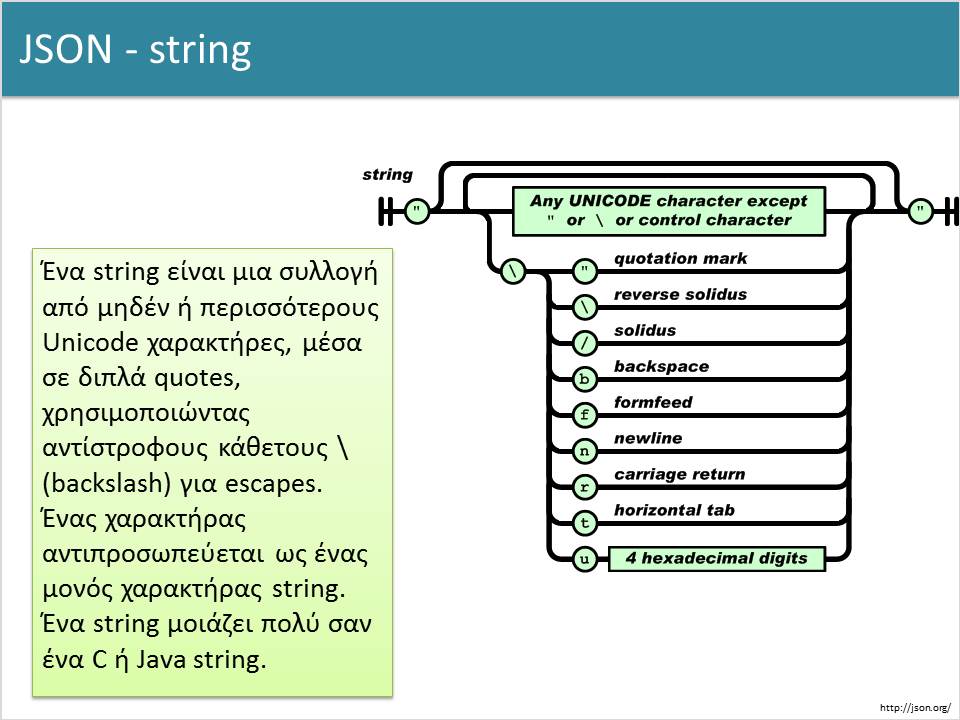 JSON - string
string
"
Any UNICODE character except
" or \ or control character
"
\
" quotation mark
\ reverse solidus
/ solidus
b backspace
f formfeed
n newline
r carriage return
t horizontal tab
u 4 hexadecimal digits
Ένα string είναι μια συλλογή
από μηδέν ή περισσότερους
Unicode χαρακτήρες, μέσα
σε διπλά quotes,
χρησιμοποιώντας
αντίστροφους κάθετους \
(backslash) για escapes.
Ένας χαρακτήρας
αντιπροσωπεύεται ως ένας
μονός χαρακτήρας string.
Ένα string μοιάζει πολύ σαν
ένα C ή Java string.
http://json.org/